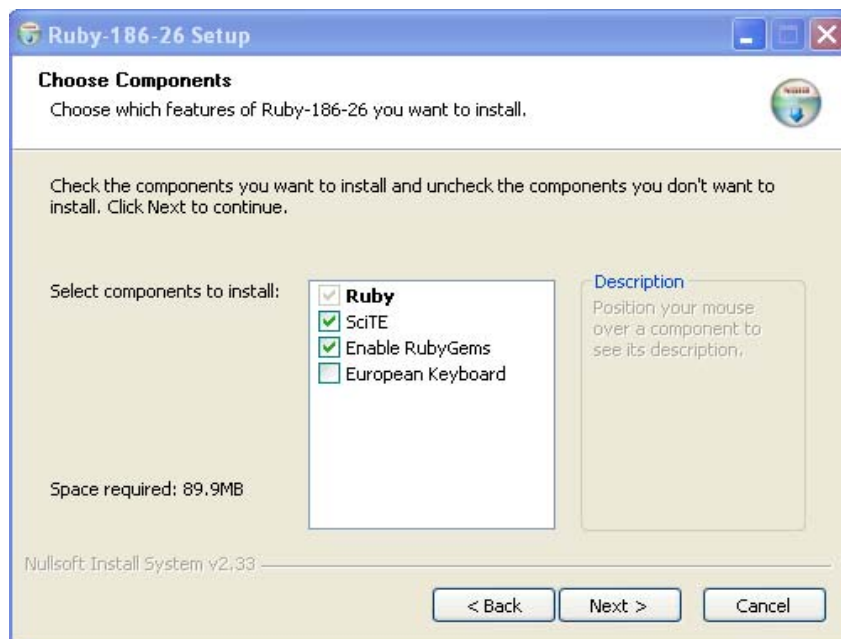 Ruby-186-26 Setup
Choose Components
Choose which features of Ruby-186-26 you want to install.
Check the components you want to install and uncheck the components you don't want to
install. Click Next to continue.
Select components to install:
Ruby
SciTE
Enable RubyGems
European Keyboard
Description
Position your mouse
over a component to
see its description.
Space required: 89.9MB
Nullsoft Install System v2.33
< Back
Next >
Cancel